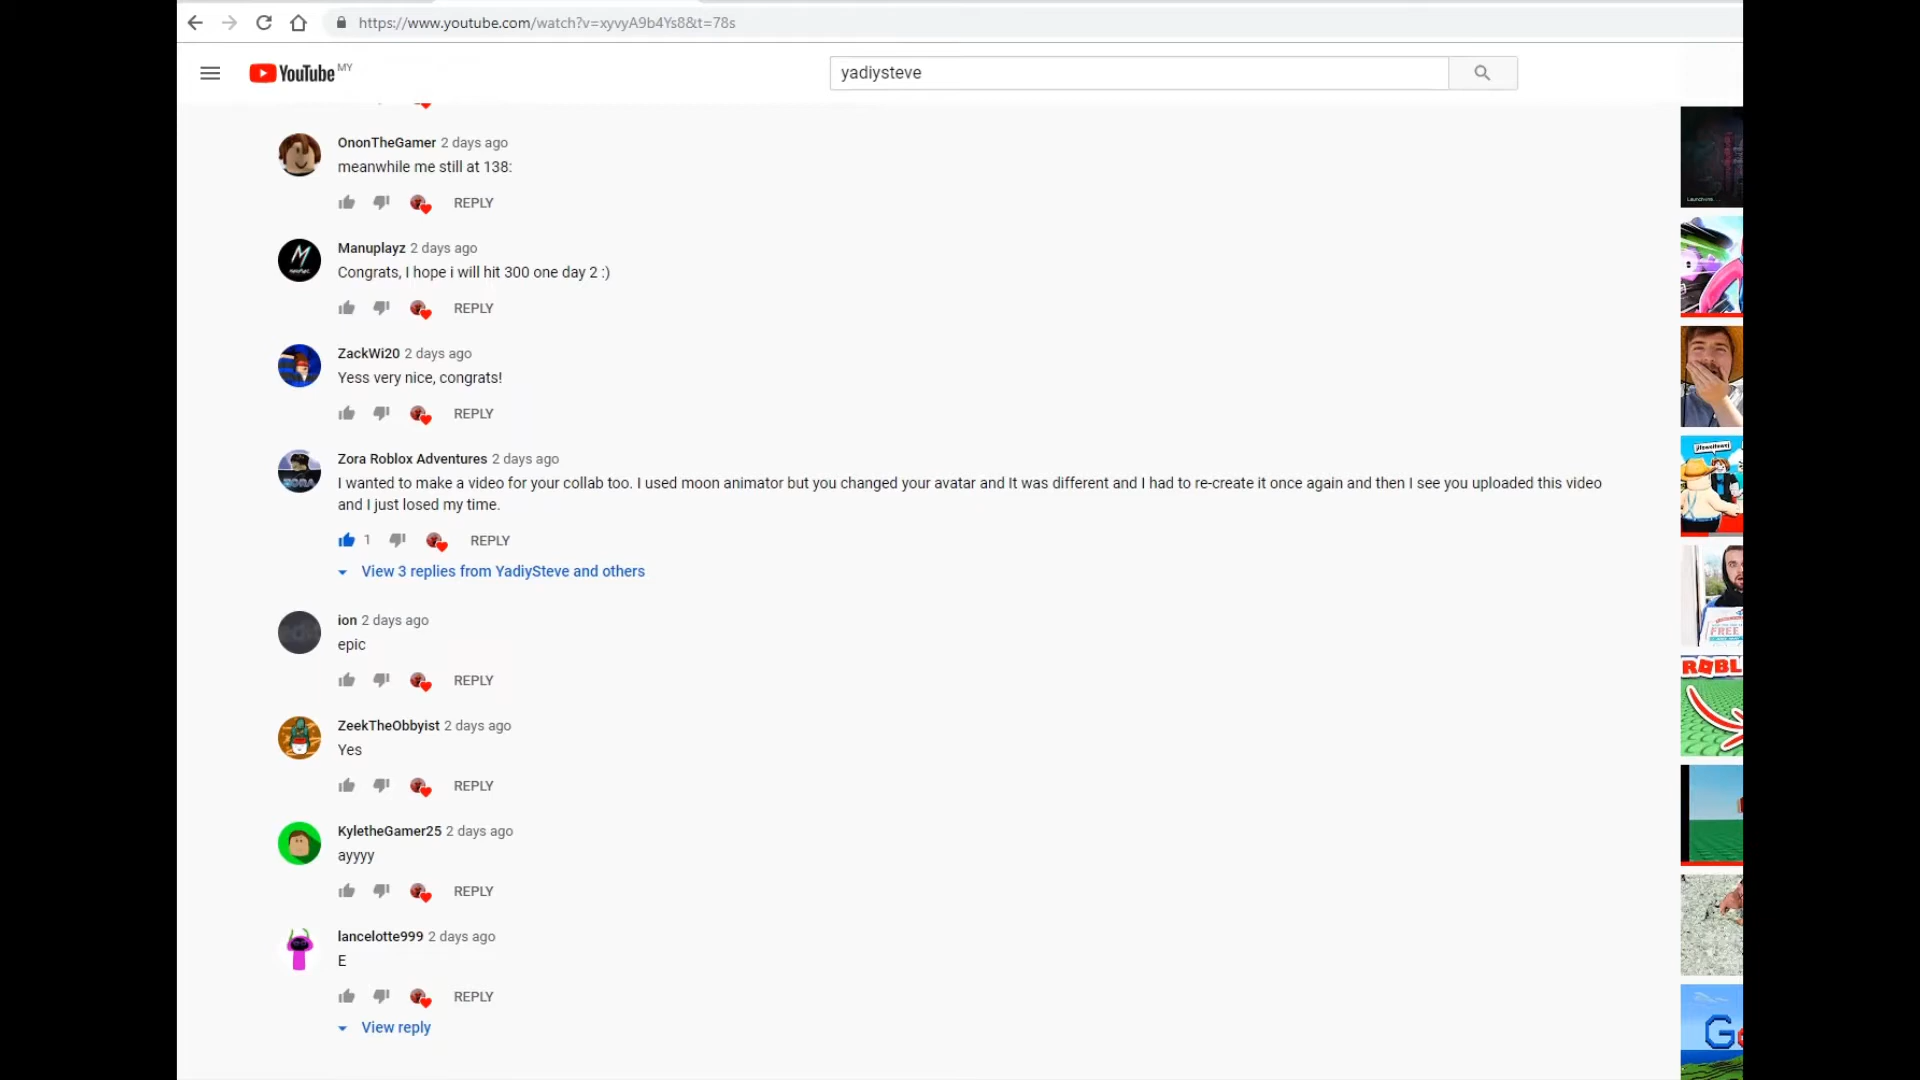 https://www.youtube.com/watch?v=xyvyA9b4Ys8&t=78s
YouTube MY
yadiysteve
OnonTheGamer 2 days ago
meanwhile me still at 138:
REPLY
Manuplayz 2 days ago
Congrats, I hope i will hit 300 one day 2 :)
REPLY
ZackWi20 2 days ago
Yess very nice, congrats!
REPLY
Zora Roblox Adventures 2 days ago
I wanted to make a video for your collab too. I used moon animator but you changed your avatar and It was different and I had to re-create it once again and then I see you uploaded this video
and I just losed my time.
1 REPLY
View 3 replies from YadiySteve and others
ion 2 days ago
epic
REPLY
ZeekTheObbyist 2 days ago
Yes
REPLY
KyletheGamer25 2 days ago
ayyyy
REPLY
lancelotte999 2 days ago
E
REPLY
View reply
FREE
ROBL